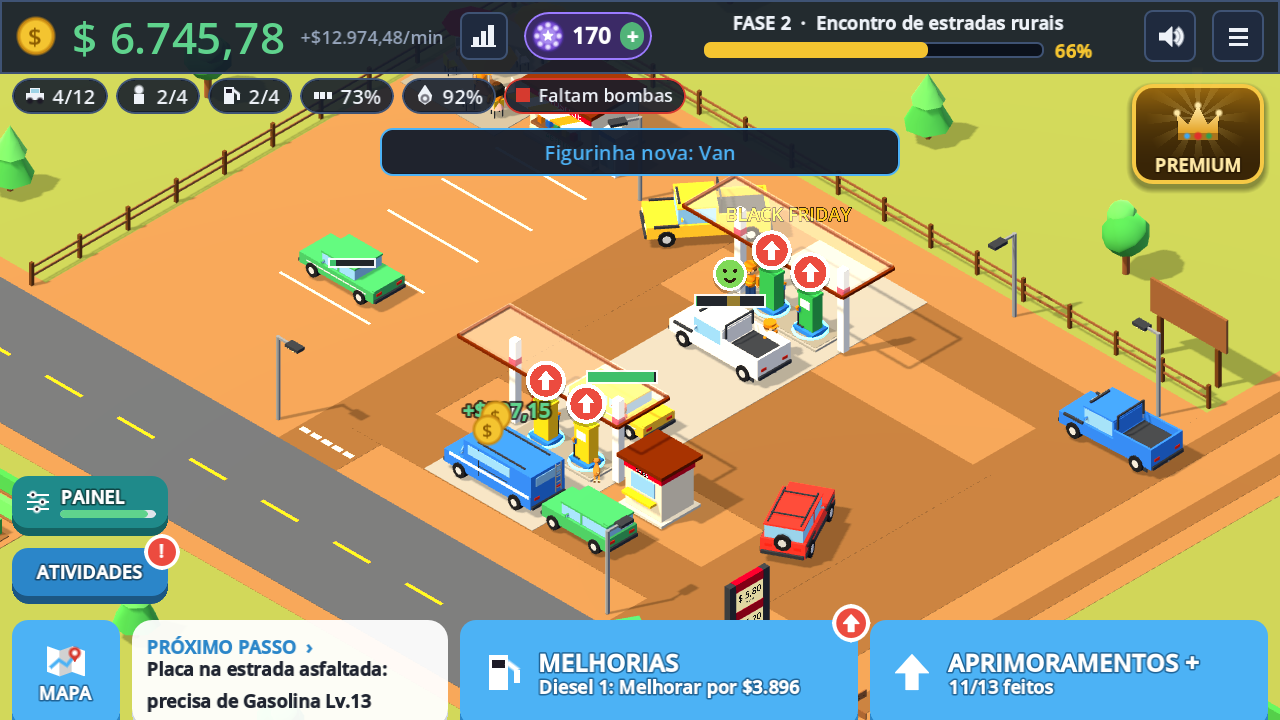 $ 6.745,78
+$12.974,48/min
170
FASE 2 · Encontro de estradas rurais
66%
4/12
2/4
2/4
73%
92%
Faltam bombas
PREMIUM
Figurinha nova: Van
BLACK FRIDAY
$ 5,80
PAINEL
ATIVIDADES
!
MAPA
PRÓXIMO PASSO ›
Placa na estrada asfaltada:
precisa de Gasolina Lv.13
MELHORIAS
Diesel 1: Melhorar por $3.896
APRIMORAMENTOS +
11/13 feitos